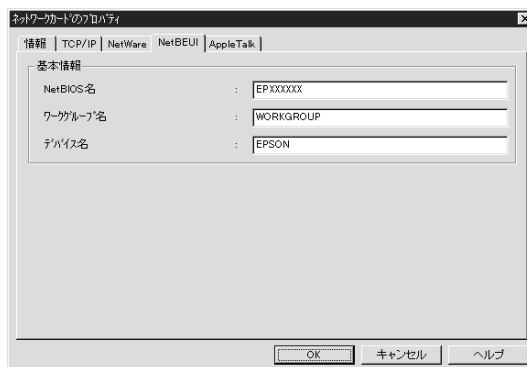 ﾈｯﾄﾜｰｸｶｰﾄﾞのﾌﾟﾛﾊﾟﾃｨ
情報 TCP/IP NetWare NetBEUI AppleTalk
基本情報
NetBIOS名 : EPXXXXXX
ﾜｰｸｸﾞﾙｰﾌﾟ名 : WORKGROUP
ﾃﾞﾊﾞｲｽ名 : EPSON
OK キャンセル ヘルプ